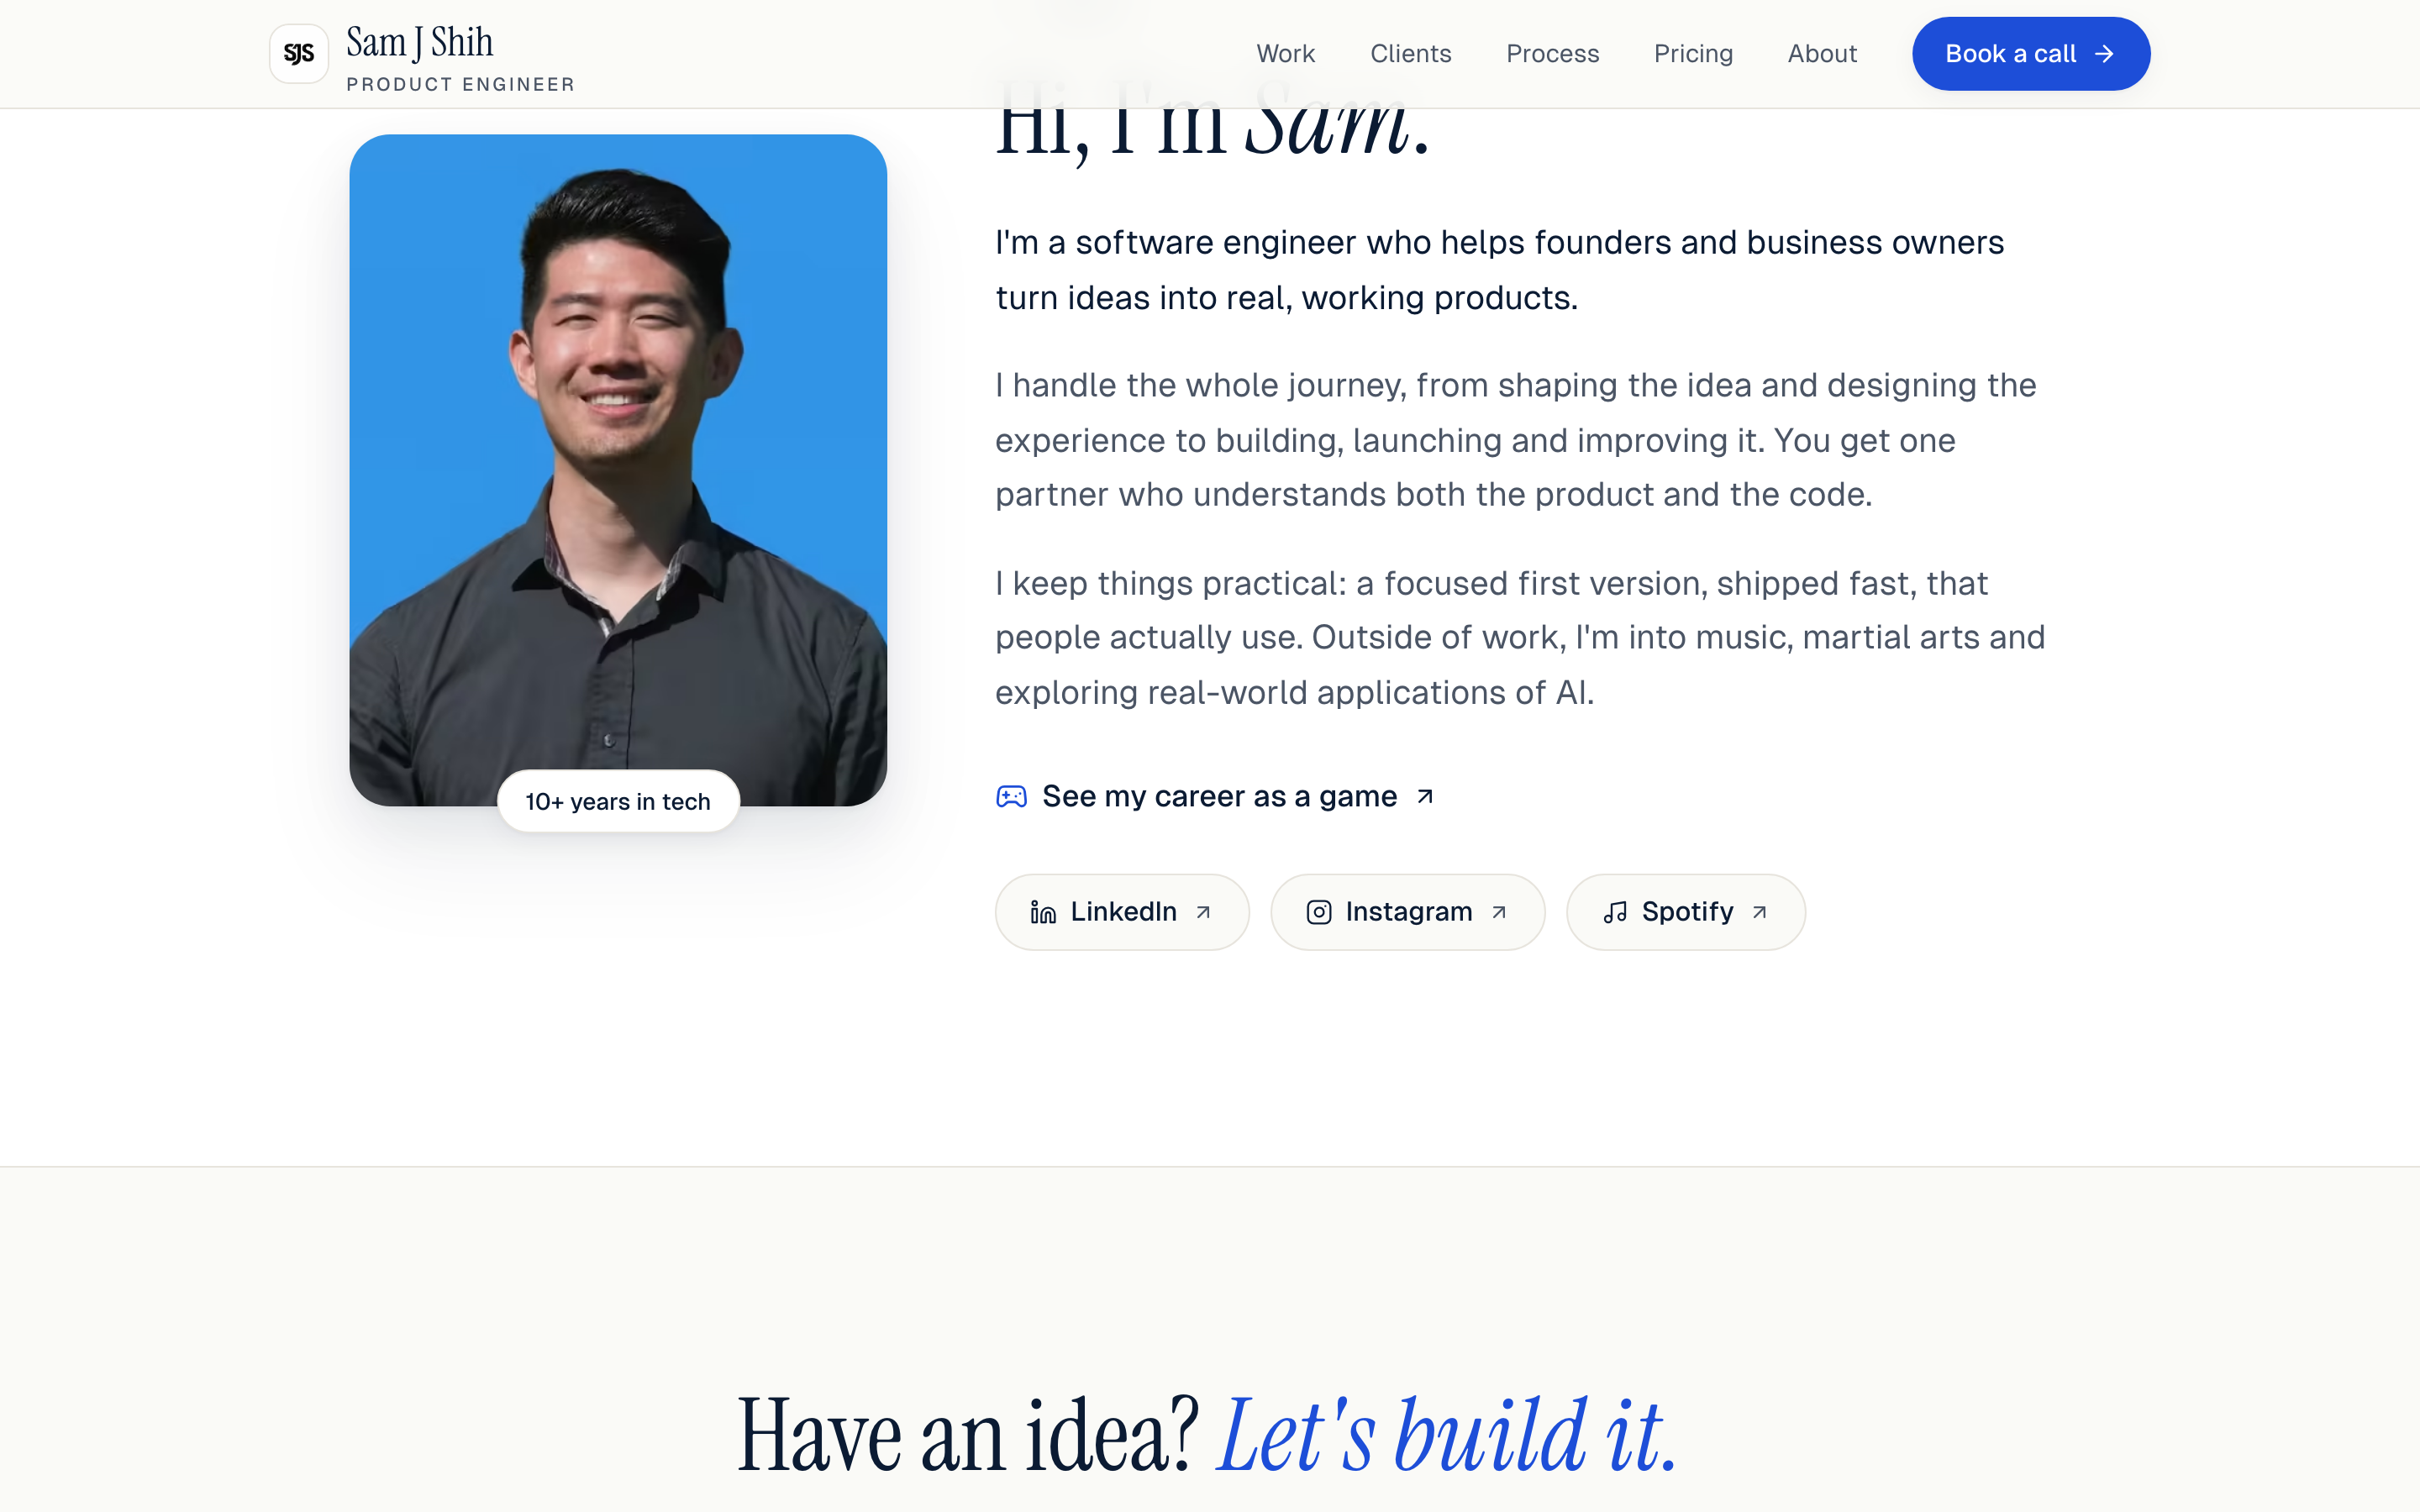 SJS
Sam J Shih
PRODUCT ENGINEER
Work
Clients
Process
Pricing
About
Book a call →
Hi, I'm Sam.
I'm a software engineer who helps founders and business owners
turn ideas into real, working products.
I handle the whole journey, from shaping the idea and designing the
experience to building, launching and improving it. You get one
partner who understands both the product and the code.
I keep things practical: a focused first version, shipped fast, that
people actually use. Outside of work, I'm into music, martial arts and
exploring real-world applications of AI.
10+ years in tech
See my career as a game ↗
LinkedIn ↗
Instagram ↗
Spotify ↗
Have an idea? Let's build it.